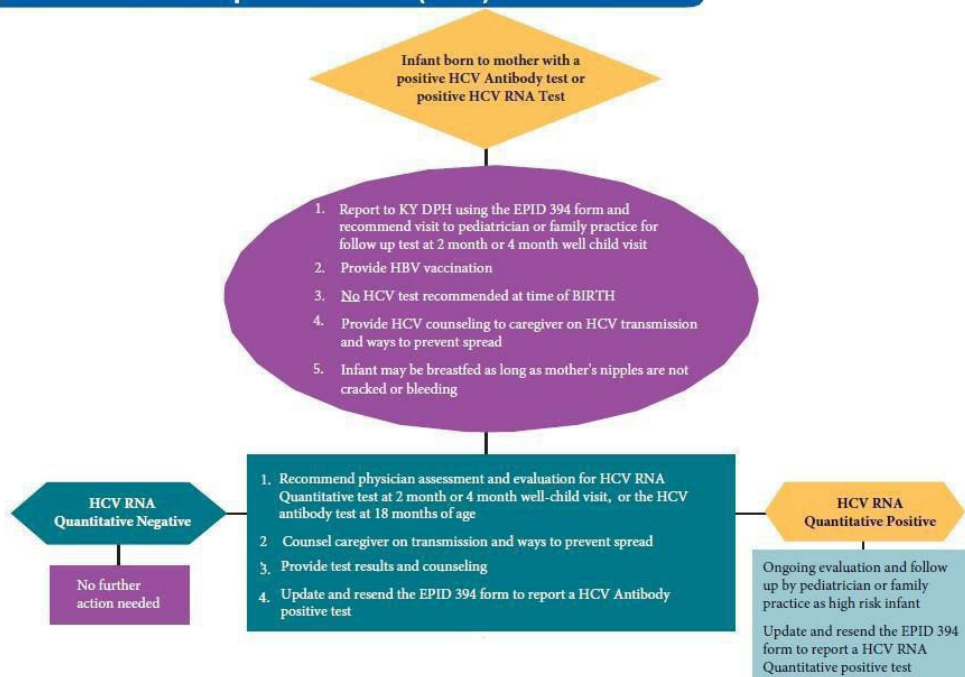 Infant born to mother with a
positive HCV Antibody test or
positive HCV RNA Test
1. Report to KY DPH using the EPID 394 form and
recommend visit to pediatrician or family practice for
follow up test at 2 month or 4 month well child visit
2. Provide HBV vaccination
3. No HCV test recommended at time of BIRTH
4. Provide HCV counseling to caregiver on HCV transmission
and ways to prevent spread
5. Infant may be breastfed as long as mother's nipples are not
cracked or bleeding
HCV RNA
Quantitative Negative
No further
action needed
1. Recommend physician assessment and evaluation for HCV RNA
Quantitative test at 2 month or 4 month well-child visit, or the HCV
antibody test at 18 months of age
2 Counsel caregiver on transmission and ways to prevent spread
3. Provide test results and counseling
4. Update and resend the EPID 394 form to report a HCV Antibody
positive test
HCV RNA
Quantitative Positive
Ongoing evaluation and follow
up by pediatrician or family
practice as high risk infant
Update and resend the EPID 394
form to report a HCV RNA
Quantitative positive test